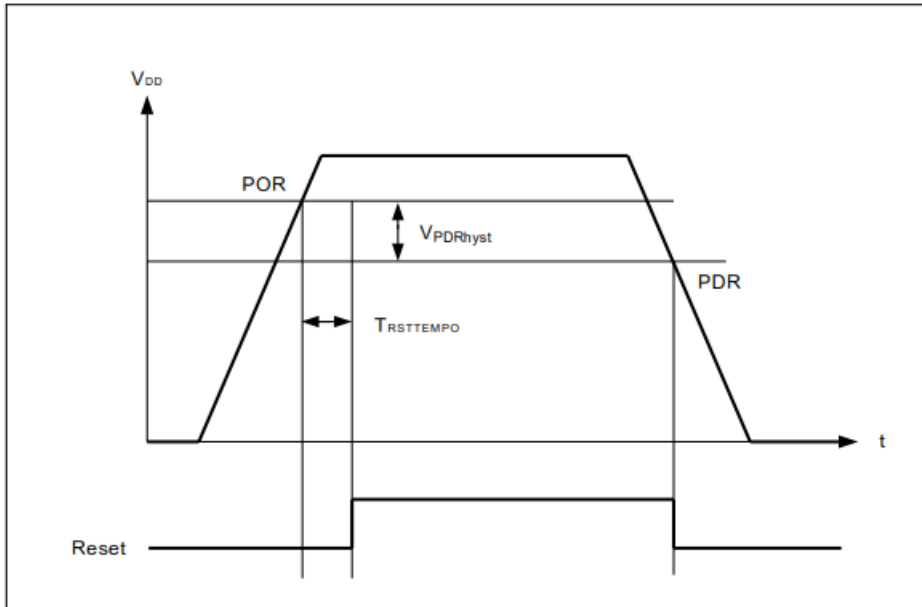 VDD
POR
VPDRhyst
PDR
TRSTTEMPO
t
Reset